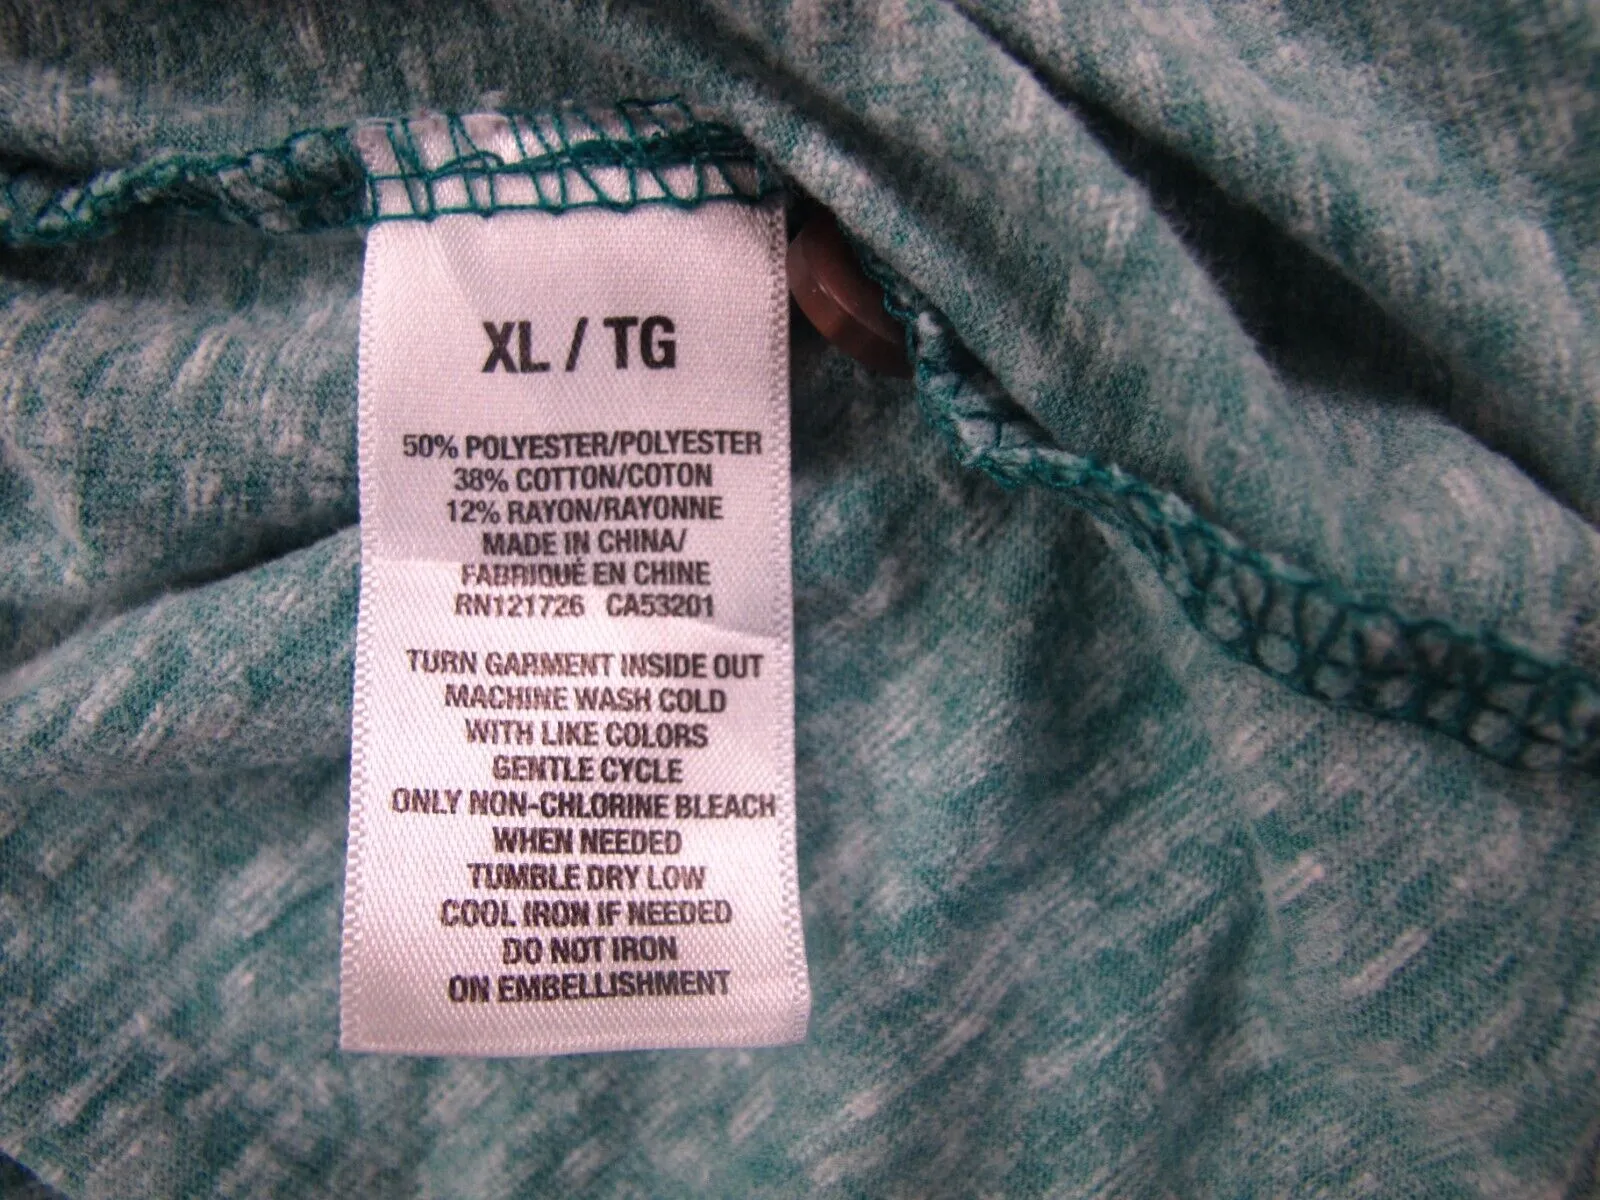 XL / TG
50% POLYESTER/POLYESTER
38% COTTON/COTON
12% RAYON/RAYONNE
MADE IN CHINA/
FABRIQUÉ EN CHINE
RN121726 CA53201
TURN GARMENT INSIDE OUT
MACHINE WASH COLD
WITH LIKE COLORS
GENTLE CYCLE
ONLY NON-CHLORINE BLEACH
WHEN NEEDED
TUMBLE DRY LOW
COOL IRON IF NEEDED
DO NOT IRON
ON EMBELLISHMENT